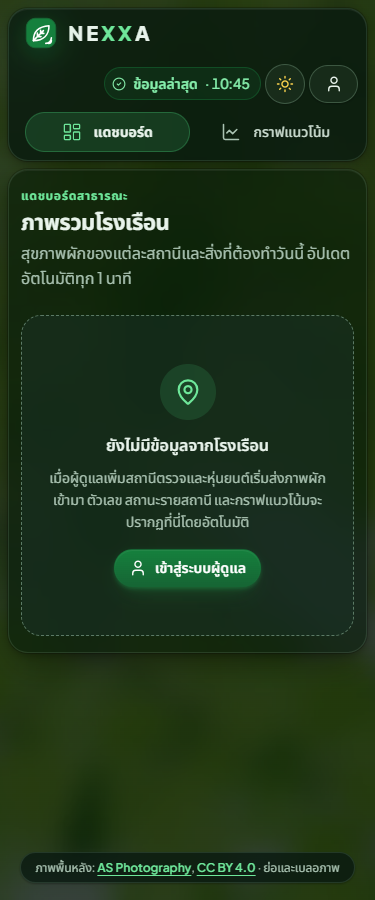 NEXXA
ข้อมูลล่าสุด · 10:45
แดชบอร์ด
กราฟแนวโน้ม
แดชบอร์ดสาธารณะ
ภาพรวมโรงเรือน
สุขภาพผักของแต่ละสถานีและสิ่งที่ต้องทำวันนี้ อัปเดต
อัตโนมัติทุก 1 นาที
ยังไม่มีข้อมูลจากโรงเรือน
เมื่อผู้ดูแลเพิ่มสถานีตรวจและหุ่นยนต์เริ่มส่งภาพผัก
เข้ามา ตัวเลข สถานะรายสถานี และกราฟแนวโน้มจะ
ปรากฏที่นี่โดยอัตโนมัติ
เข้าสู่ระบบผู้ดูแล
ภาพพื้นหลัง: AS Photography, CC BY 4.0 · ย่อและเบลอภาพ